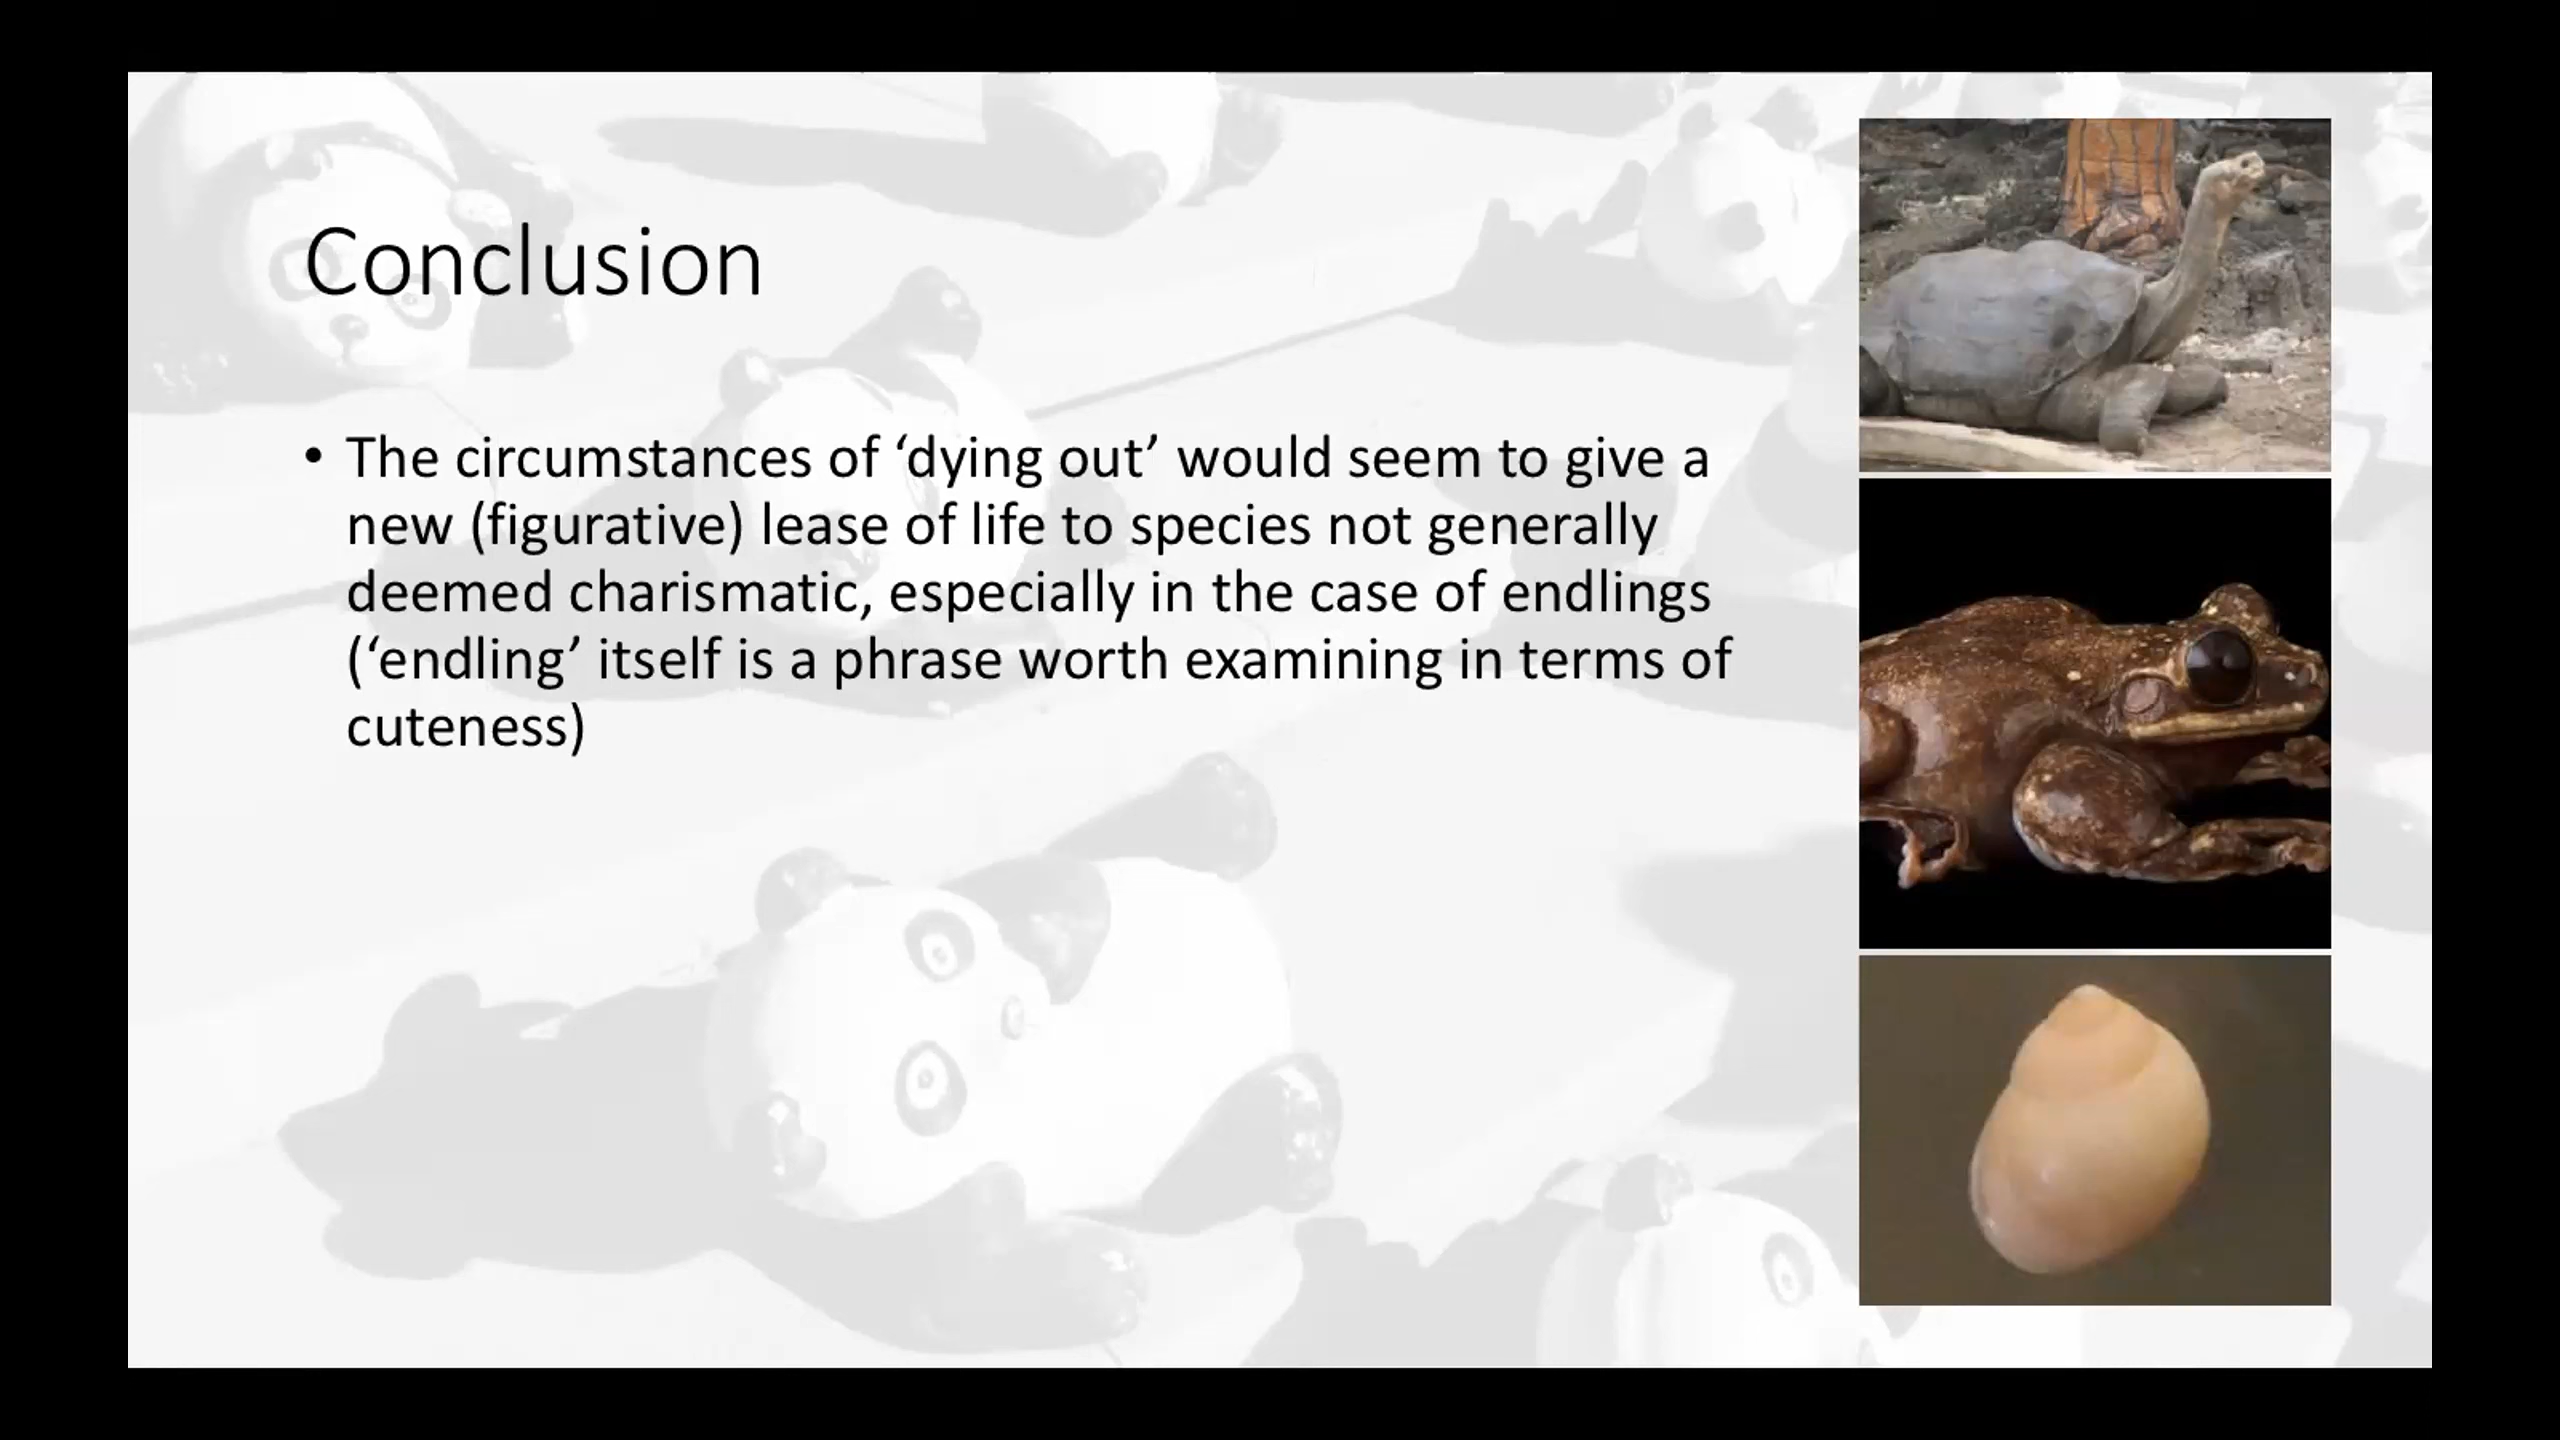 Conclusion
• The circumstances of ‘dying out’ would seem to give a
new (figurative) lease of life to species not generally
deemed charismatic, especially in the case of endlings
(‘endling’ itself is a phrase worth examining in terms of
cuteness)